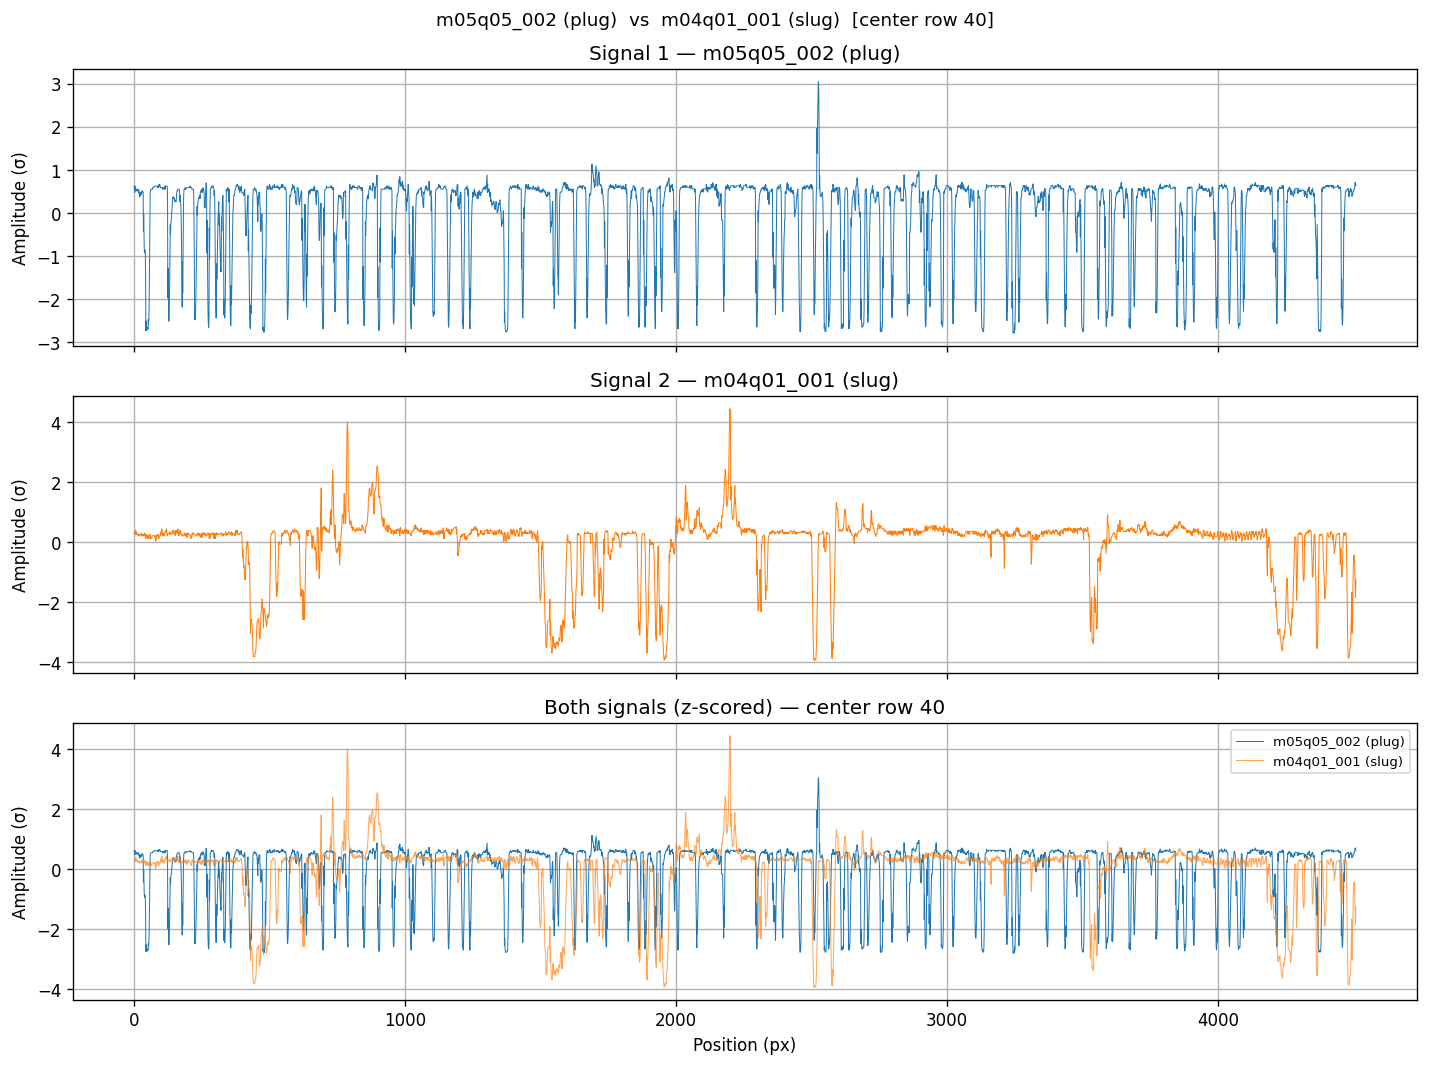 m05q05_002 (plug)  vs  m04q01_001 (slug)  [center row 40]
Signal 1 — m05q05_002 (plug)
Amplitude (σ)
3
2
1
0
−1
−2
−3
Signal 2 — m04q01_001 (slug)
Amplitude (σ)
4
2
0
−2
−4
Both signals (z-scored) — center row 40
Amplitude (σ)
4
2
0
−2
−4
m05q05_002 (plug)
m04q01_001 (slug)
0 1000 2000 3000 4000
Position (px)